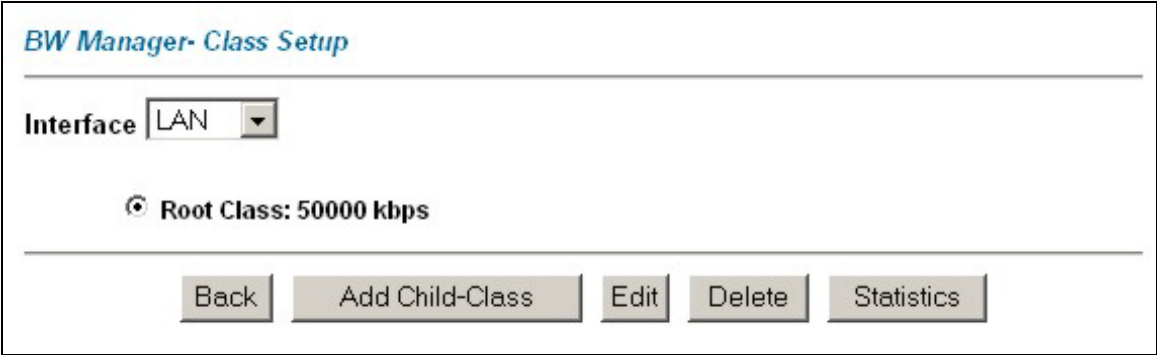 BW Manager- Class Setup
Interface LAN
Root Class: 50000 kbps
Back Add Child-Class Edit Delete Statistics